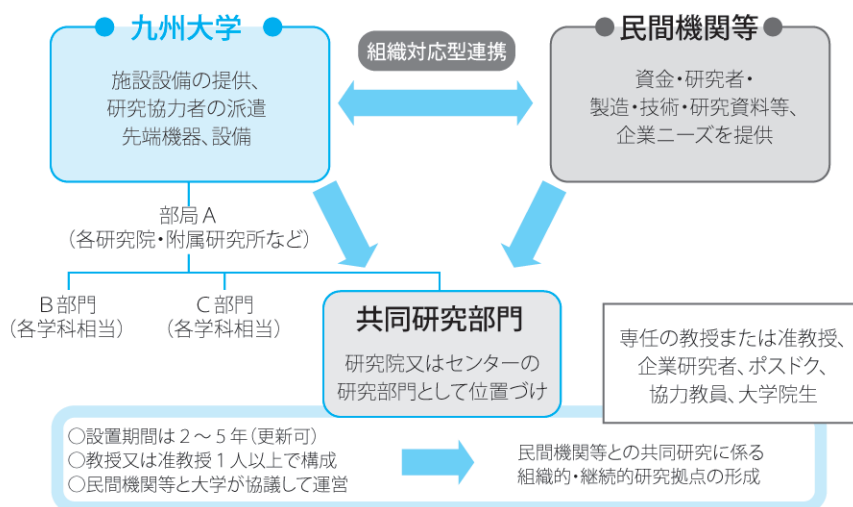 九州大学
施設設備の提供、
研究協力者の派遣
先端機器、設備
組織対応型連携
民間機関等
資金・研究者・
製造・技術・研究資料等、
企業ニーズを提供
部局A
(各研究院・附属研究所など)
B部門
(各学科相当)
C部門
(各学科相当)
共同研究部門
研究院又はセンターの
研究部門として位置づけ
専任の教授または准教授、
企業研究者、ポスドク、
協力教員、大学院生
○設置期間は2～5年(更新可)
○教授又は准教授1人以上で構成
○民間機関等と大学が協議して運営
民間機関等との共同研究に係る
組織的・継続的研究拠点の形成